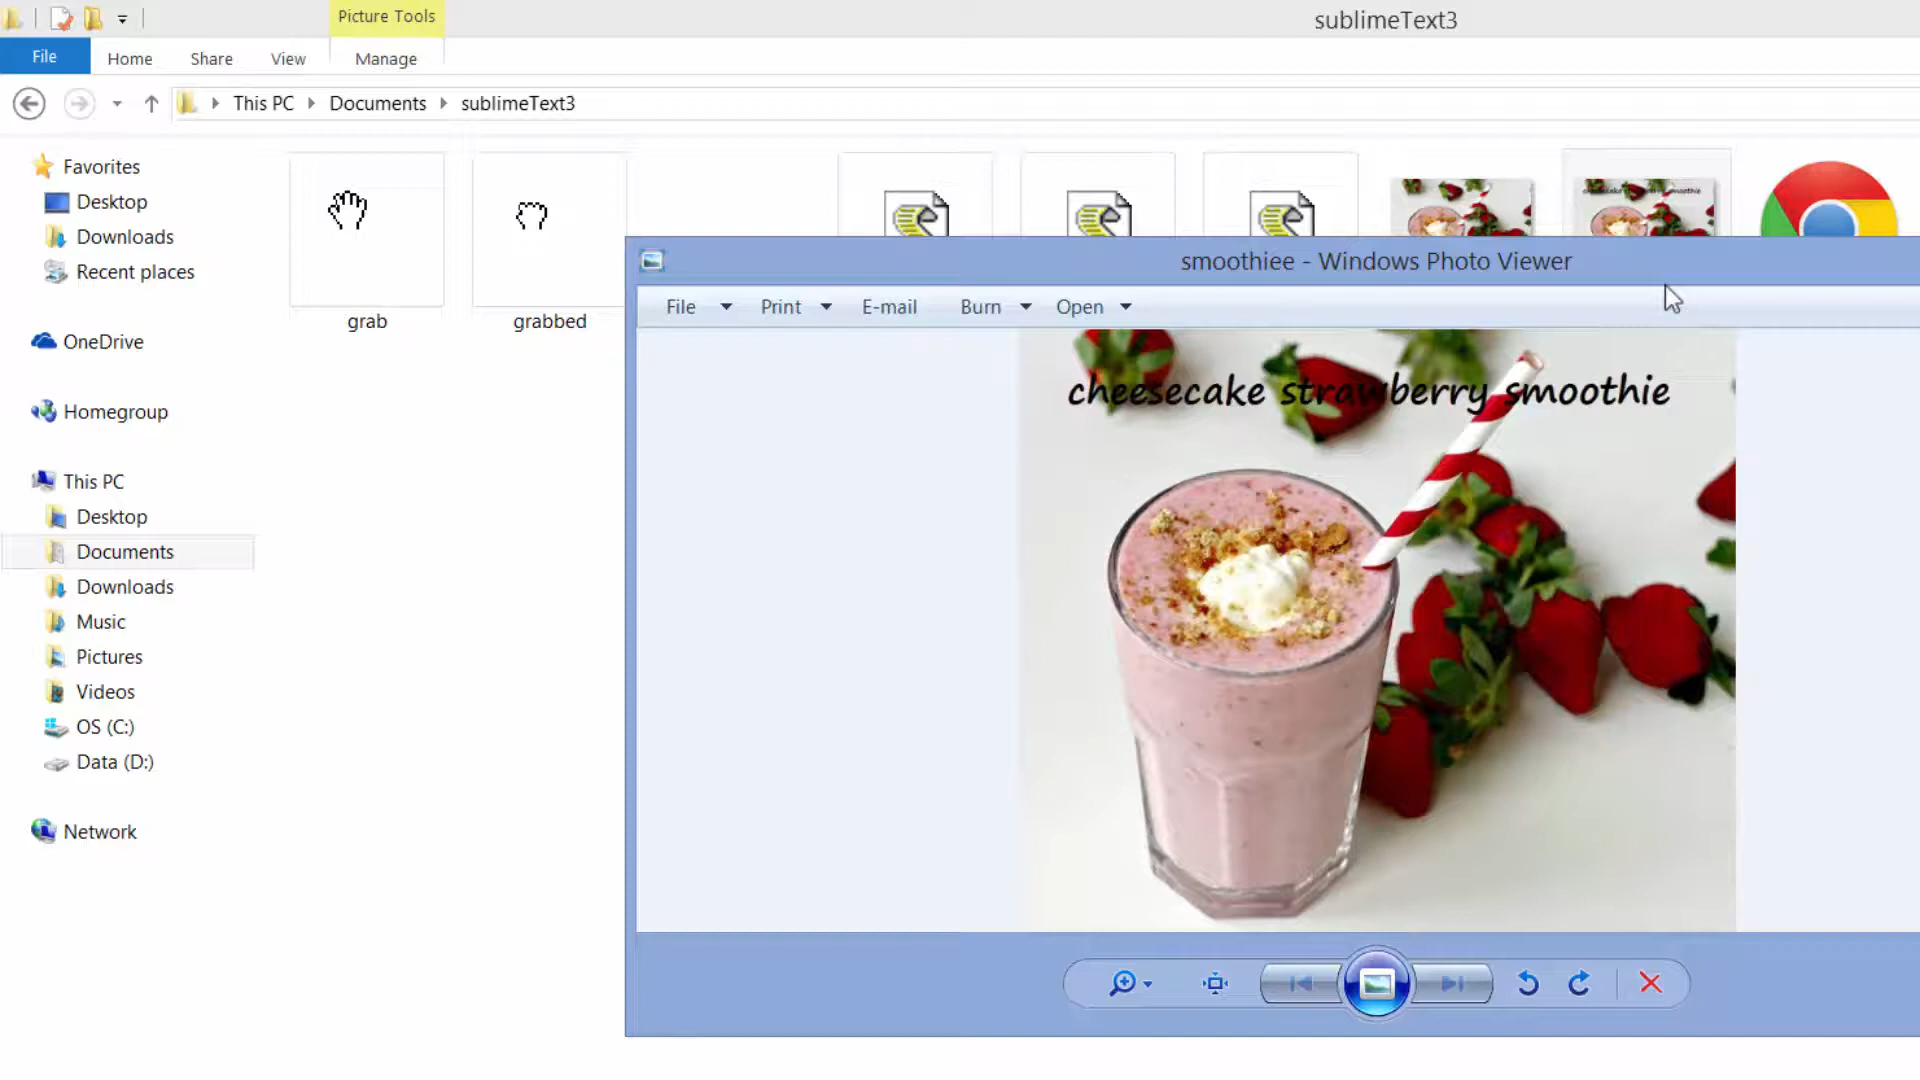 Picture Tools
sublimeText3
File
Home
Share
View
Manage
This PC
Documents
sublimeText3
Favorites
Desktop
Downloads
Recent places
OneDrive
Homegroup
This PC
Desktop
Documents
Downloads
Music
Pictures
Videos
OS (C:)
Data (D:)
Network
grab
grabbed
smoothiee - Windows Photo Viewer
File
Print
E-mail
Burn
Open
cheesecake strawberry smoothie